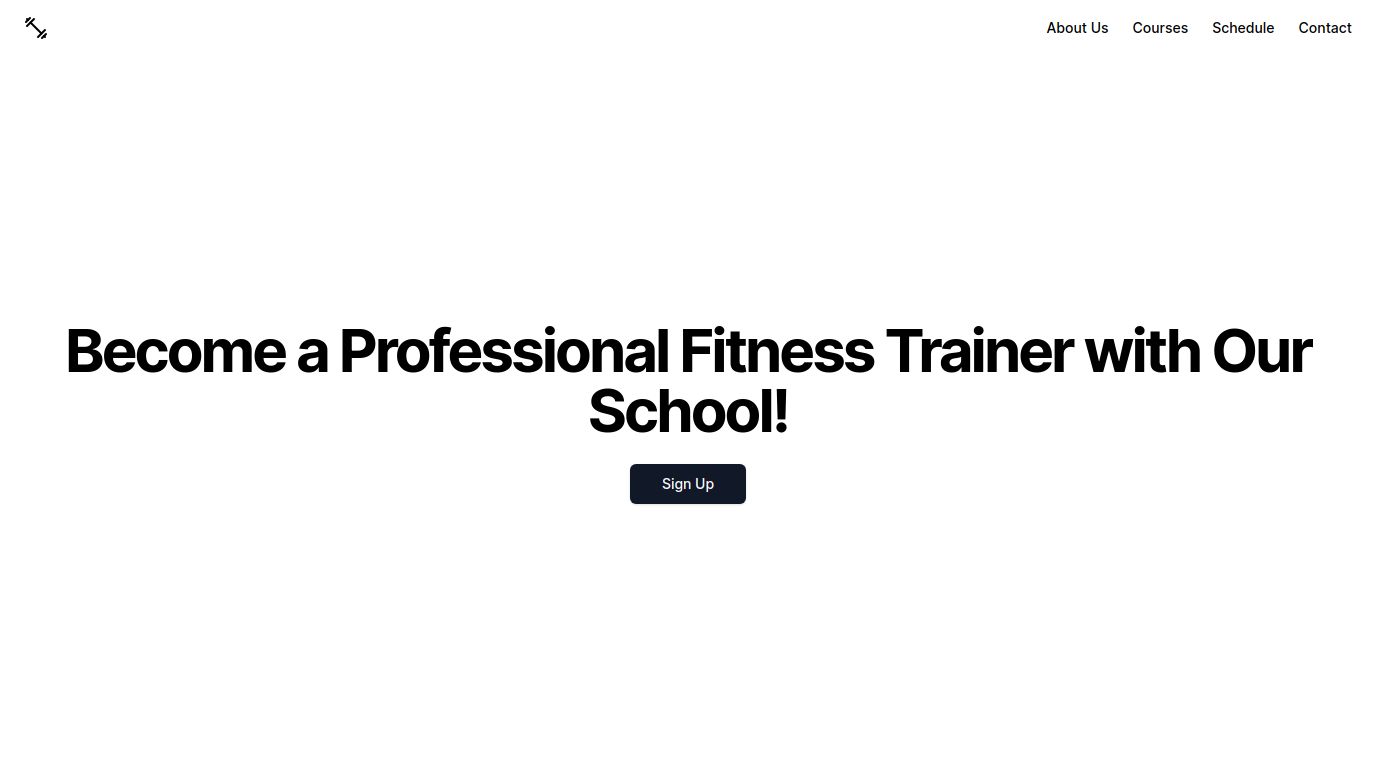 About Us Courses Schedule Contact
Become a Professional Fitness Trainer with Our
School!
Sign Up